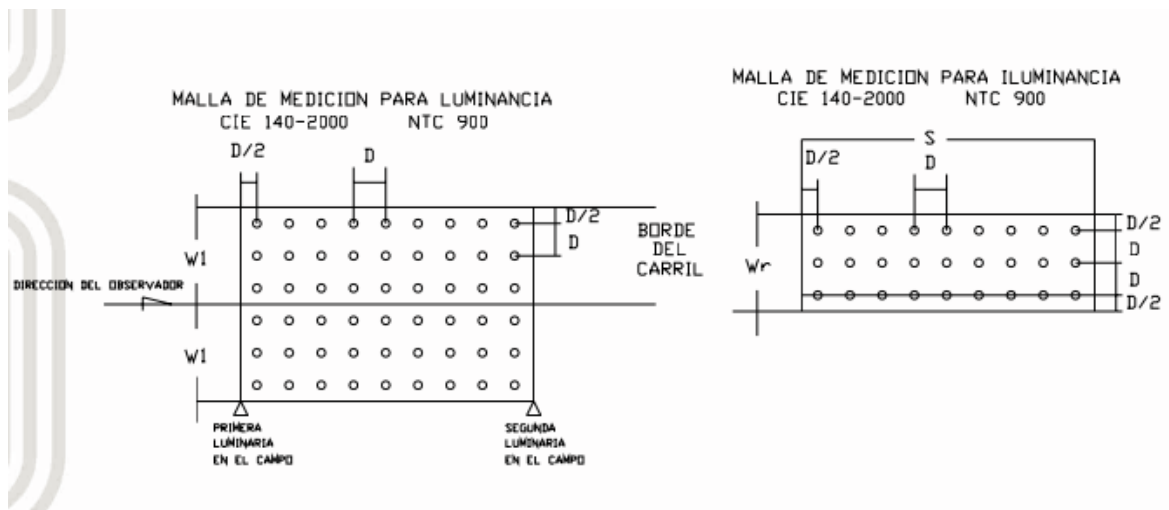 MALLA DE MEDICION PARA LUMINANCIA
CIE 140-2000 NTC 900
D/2
D
D/2
D
W1
DIRECCION DEL OBSERVADOR
W1
BORDE
DEL
CARRIL
PRIMERA
LUMINARIA
EN EL CAMPO
SEGUNDA
LUMINARIA
EN EL CAMPO
MALLA DE MEDICION PARA ILUMINANCIA
CIE 140-2000 NTC 900
S
D/2
D
Wr
D/2
D
D
D/2